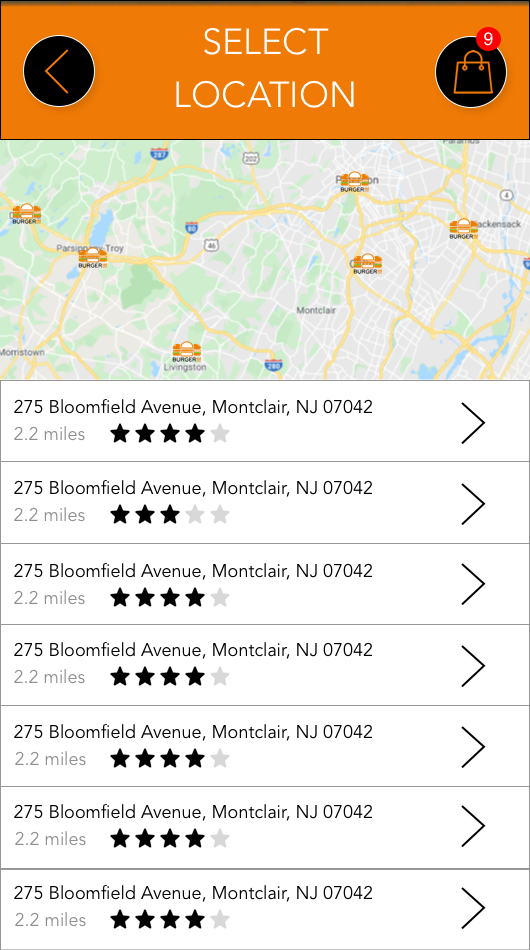 SELECT
LOCATION
9
Paramus
287
202
4
BURGER!!!
BURGER!!!
BURGER!!!
ackensack
80
46
Parsippany-Troy
BURGER!!!
BURGER!!!
BURGER!!!
Montclair
Morristown
Livingston
280
275 Bloomfield Avenue, Montclair, NJ 07042
2.2 miles
275 Bloomfield Avenue, Montclair, NJ 07042
2.2 miles
275 Bloomfield Avenue, Montclair, NJ 07042
2.2 miles
275 Bloomfield Avenue, Montclair, NJ 07042
2.2 miles
275 Bloomfield Avenue, Montclair, NJ 07042
2.2 miles
275 Bloomfield Avenue, Montclair, NJ 07042
2.2 miles
275 Bloomfield Avenue, Montclair, NJ 07042
2.2 miles